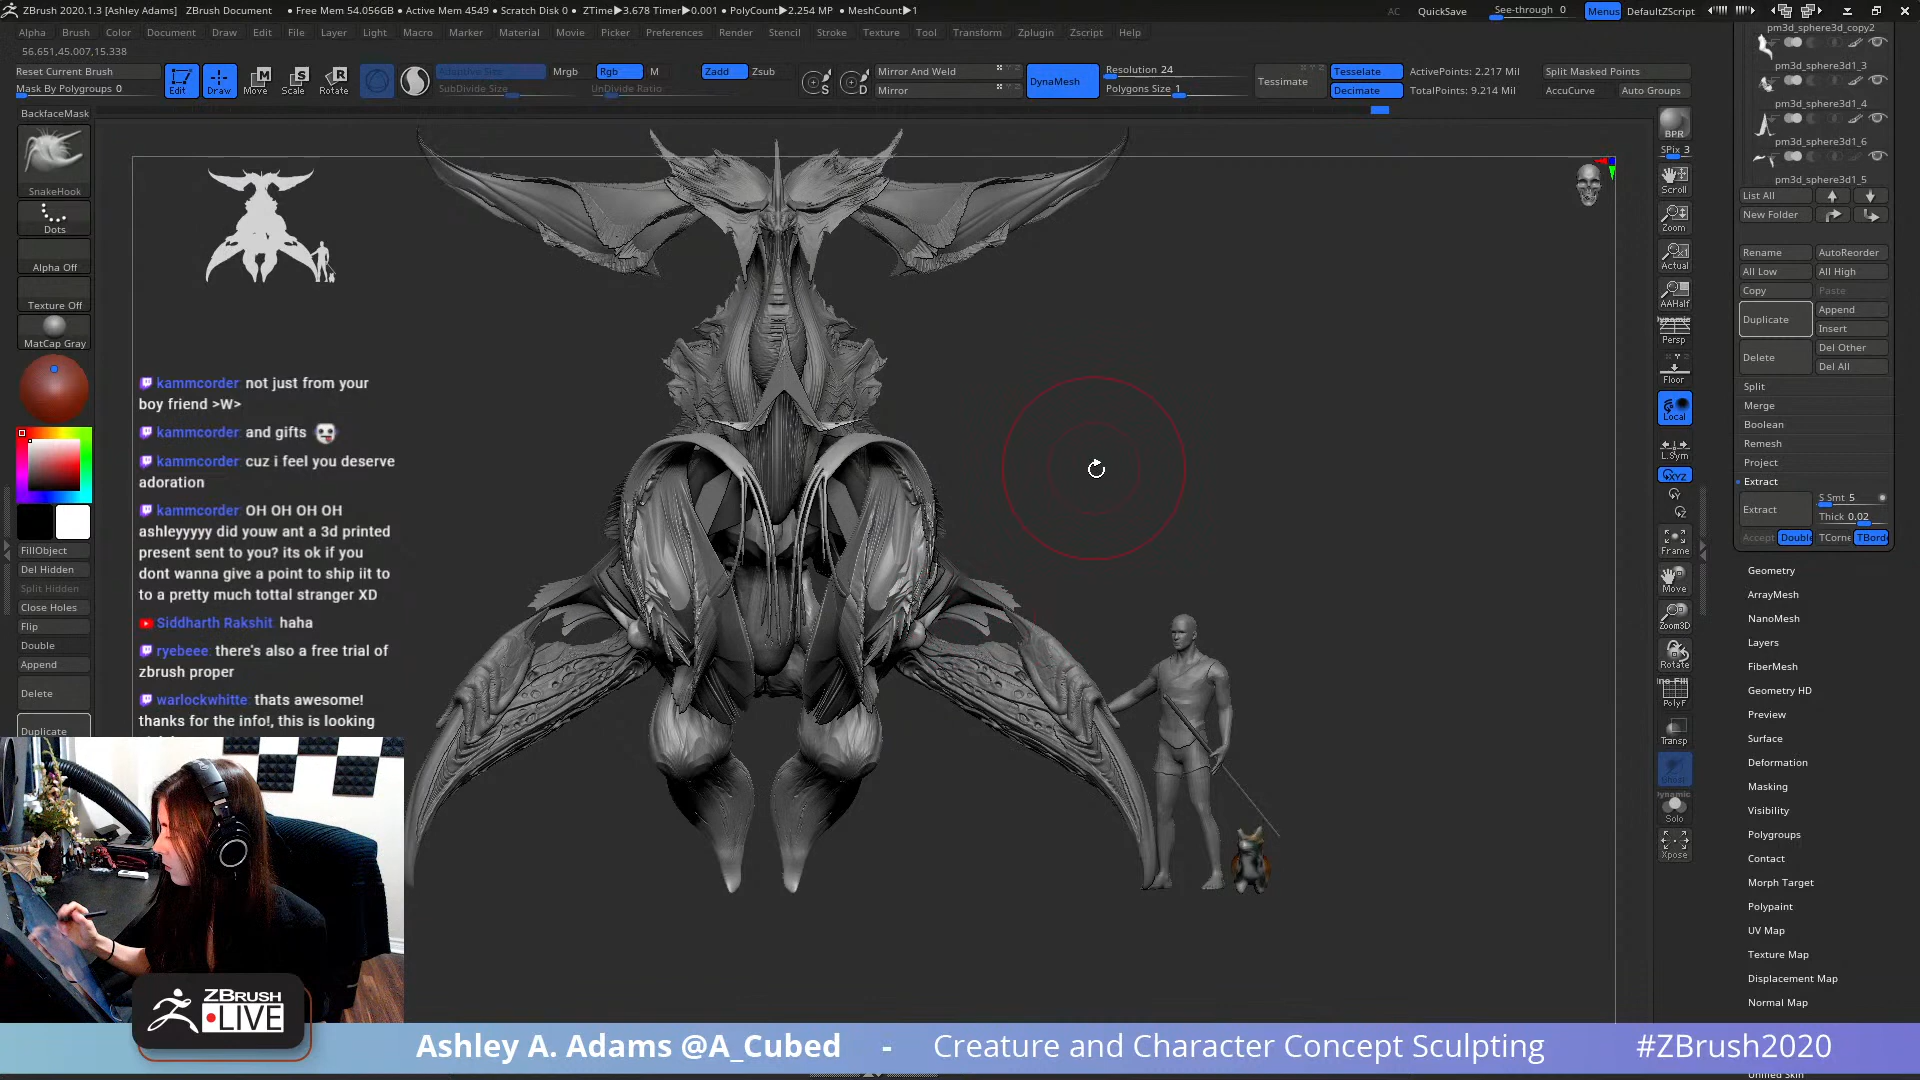 ZBrush 2020.1.3 [Ashley Adams] ZBrush Document • Free Mem 54.056GB • Active Mem 4549 • Scratch Disk 0 • ZTime▶3.678 Timer▶0.001 • PolyCount▶2.254 MP • MeshCount▶1 AC QuickSave See-through 0 Menus DefaultZScript
Alpha Brush Color Document Draw Edit File Layer Light Macro Marker Material Movie Picker Preferences Render Stencil Stroke Texture Tool Transform Zplugin Zscript Help
56.651,45.007,15.338
Reset Current Brush
Mask By Polygroups 0
Edit Draw Move Scale Rotate
Mrgb Rgb M Zadd Zsub
SubDivide Size UnDivide Ratio
Mirror And Weld
Mirror
DynaMesh
Resolution 24
Polygons Size 1
Tessimate
Tesselate
Decimate
ActivePoints: 2.217 Mil
TotalPoints: 9.214 Mil
Split Masked Points
AccuCurve Auto Groups
BackfaceMask
SnakeHook
Dots
Alpha Off
Texture Off
MatCap Gray
FillObject
Del Hidden
Split Hidden
Close Holes
Flip
Double
Append
Delete
Duplicate
kammcorder: not just from your
boy friend >W>
kammcorder: and gifts
kammcorder: cuz i feel you deserve
adoration
kammcorder: OH OH OH OH
ashleyyyyy did youw ant a 3d printed
present sent to you? its ok if you
dont wanna give a point to ship iit to
to a pretty much tottal stranger XD
Siddharth Rakshit: haha
ryebeee: there's also a free trial of
zbrush proper
warlockwhitte: thats awesome!
thanks for the info!, this is looking
BPR
SPix 3
Scroll
Zoom
Actual
AAHalf
Dynamic
Persp
Floor
Local
L.Sym
XYZ
Frame
Move
Zoom3D
Rotate
PolyF
Transp
Ghost
Dynamic
Solo
Xpose
pm3d_sphere3d_copy2
pm3d_sphere3d1_3
pm3d_sphere3d1_4
pm3d_sphere3d1_6
pm3d_sphere3d1_5
List All
New Folder
Rename AutoReorder
All Low All High
Copy Paste
Duplicate Append
Insert
Delete Del Other
Del All
Split
Merge
Boolean
Remesh
Project
Extract
Extract S Smt 5
Thick 0.02
Accept Double TCorne TBord
Geometry
ArrayMesh
NanoMesh
Layers
FiberMesh
Geometry HD
Preview
Surface
Deformation
Masking
Visibility
Polygroups
Contact
Morph Target
Polypaint
UV Map
Texture Map
Displacement Map
Normal Map
ZBRUSH
LIVE
Ashley A. Adams @A_Cubed - Creature and Character Concept Sculpting #ZBrush2020